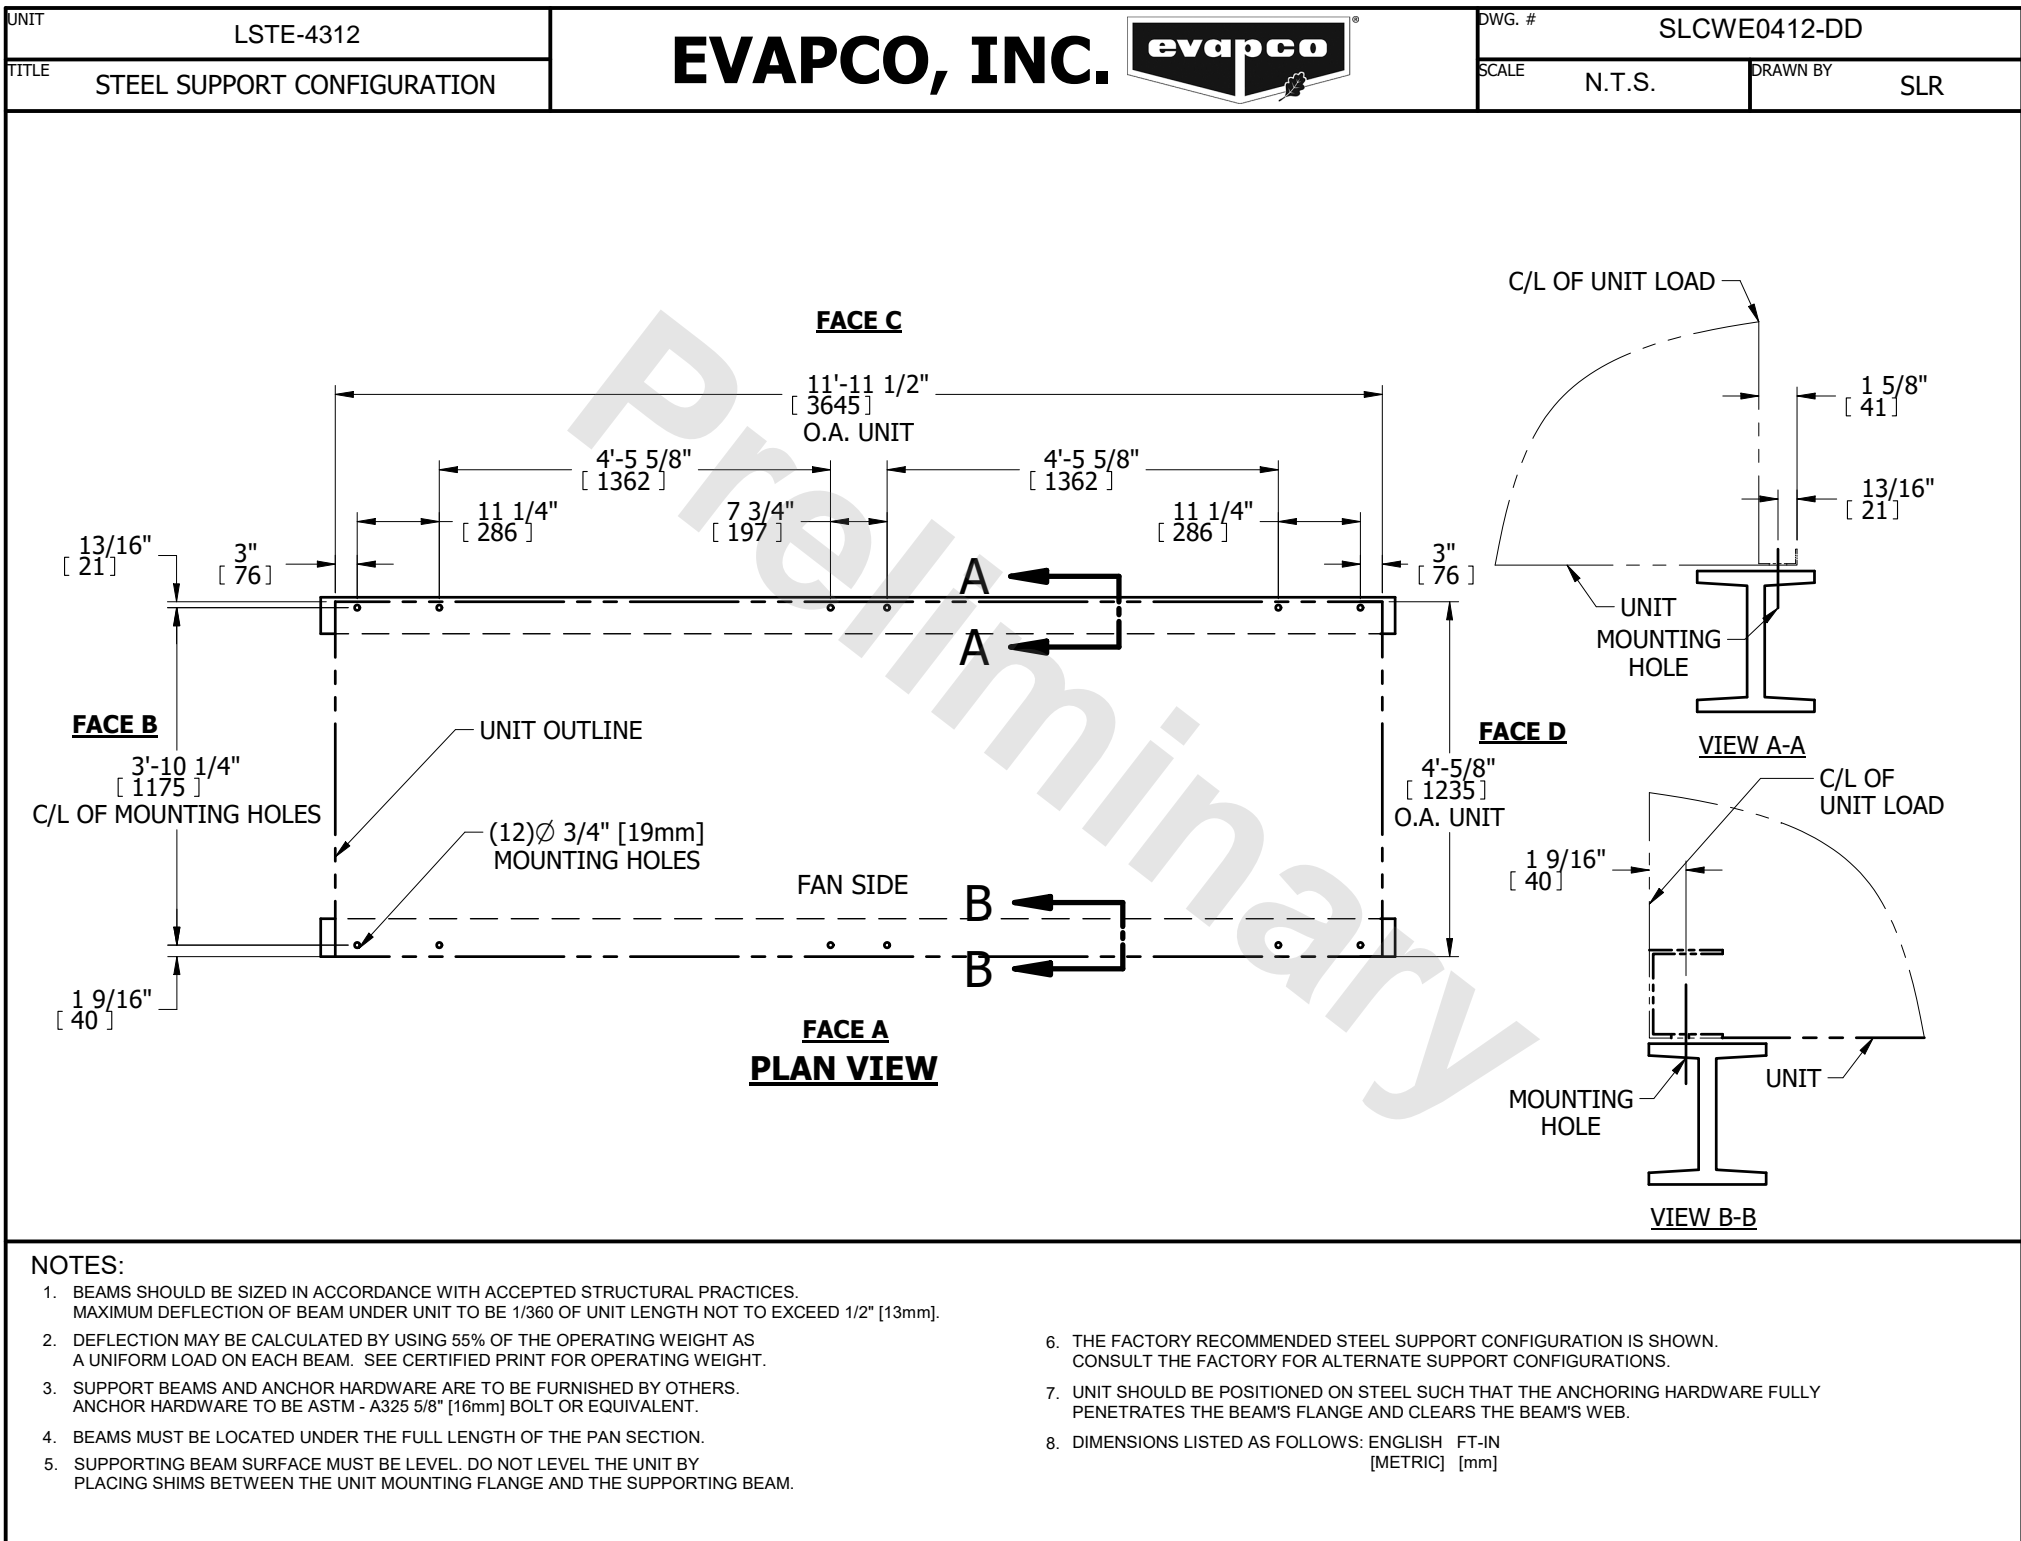 UNIT
LSTE-4312
TITLE
STEEL SUPPORT CONFIGURATION
EVAPCO, INC.
evapco
®
DWG. #
SLCWE0412-DD
SCALE
N.T.S.
DRAWN BY
SLR
Preliminary
FACE C
11'-11 1/2"
[ 3645 ]
O.A. UNIT
4'-5 5/8"
[ 1362 ]
4'-5 5/8"
[ 1362 ]
11 1/4"
[ 286 ]
7 3/4"
[ 197 ]
11 1/4"
[ 286 ]
13/16"
[ 21 ]
3"
[ 76 ]
3"
[ 76 ]
A
A
FACE B
3'-10 1/4"
[ 1175 ]
C/L OF MOUNTING HOLES
UNIT OUTLINE
(12)Ø 3/4" [19mm]
MOUNTING HOLES
FAN SIDE
B
B
FACE D
4'-5/8"
[ 1235 ]
O.A. UNIT
1 9/16"
[ 40 ]
FACE A
PLAN VIEW
C/L OF UNIT LOAD
1 5/8"
[ 41 ]
13/16"
[ 21 ]
UNIT
MOUNTING
HOLE
VIEW A-A
C/L OF
UNIT LOAD
1 9/16"
[ 40 ]
UNIT
MOUNTING
HOLE
VIEW B-B
NOTES:
1. BEAMS SHOULD BE SIZED IN ACCORDANCE WITH ACCEPTED STRUCTURAL PRACTICES.
MAXIMUM DEFLECTION OF BEAM UNDER UNIT TO BE 1/360 OF UNIT LENGTH NOT TO EXCEED 1/2" [13mm].
2. DEFLECTION MAY BE CALCULATED BY USING 55% OF THE OPERATING WEIGHT AS
A UNIFORM LOAD ON EACH BEAM. SEE CERTIFIED PRINT FOR OPERATING WEIGHT.
3. SUPPORT BEAMS AND ANCHOR HARDWARE ARE TO BE FURNISHED BY OTHERS.
ANCHOR HARDWARE TO BE ASTM - A325 5/8" [16mm] BOLT OR EQUIVALENT.
4. BEAMS MUST BE LOCATED UNDER THE FULL LENGTH OF THE PAN SECTION.
5. SUPPORTING BEAM SURFACE MUST BE LEVEL. DO NOT LEVEL THE UNIT BY
PLACING SHIMS BETWEEN THE UNIT MOUNTING FLANGE AND THE SUPPORTING BEAM.
6. THE FACTORY RECOMMENDED STEEL SUPPORT CONFIGURATION IS SHOWN.
CONSULT THE FACTORY FOR ALTERNATE SUPPORT CONFIGURATIONS.
7. UNIT SHOULD BE POSITIONED ON STEEL SUCH THAT THE ANCHORING HARDWARE FULLY
PENETRATES THE BEAM'S FLANGE AND CLEARS THE BEAM'S WEB.
8. DIMENSIONS LISTED AS FOLLOWS: ENGLISH FT-IN
[METRIC] [mm]